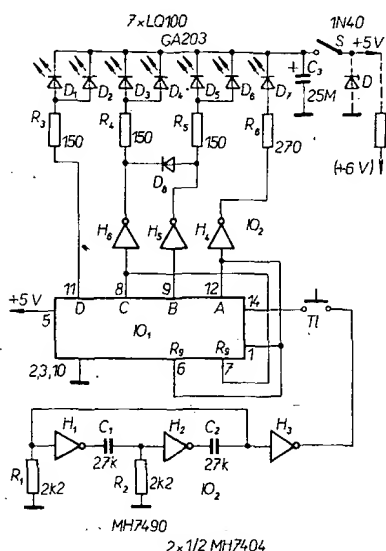 7×LQ100
GA203
1N40
S
+5V
D₁ D₂ D₃ D₄ D₅ D₆ D₇
+ C₃
25M
D
R₃ R₄ R₅ R₆
150 150 150 270
D₈
(+6V)
H₆ H₅ H₄ IO₂
11 8 9 12
D C B A
14
+5V
5
IO₁
Tl
2,3,10
R₉ R₉
1
6 7
H₁ C₁ H₂ C₂ H₃
27k 27k
R₁ R₂ IO₂
2k2 2k2
MH7490
2×1/2 MH7404